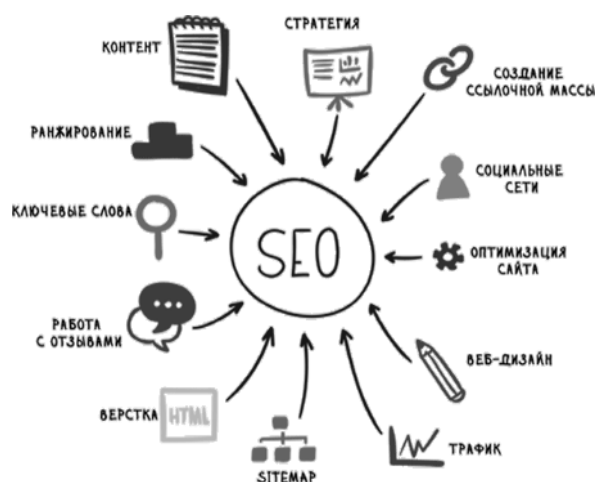 СТРАТЕГИЯ
КОНТЕНТ
СОЗДАНИЕ
ССЫЛОЧНОЙ МАССЫ
РАНЖИРОВАНИЕ
СОЦИАЛЬНЫЕ
СЕТИ
КЛЮЧЕВЫЕ СЛОВА
SEO
ОПТИМИЗАЦИЯ
САЙТА
РАБОТА
С ОТЗЫВАМИ
ВЕБ-ДИЗАЙН
ВЕРСТКА
HTML
ТРАФИК
SITEMAP